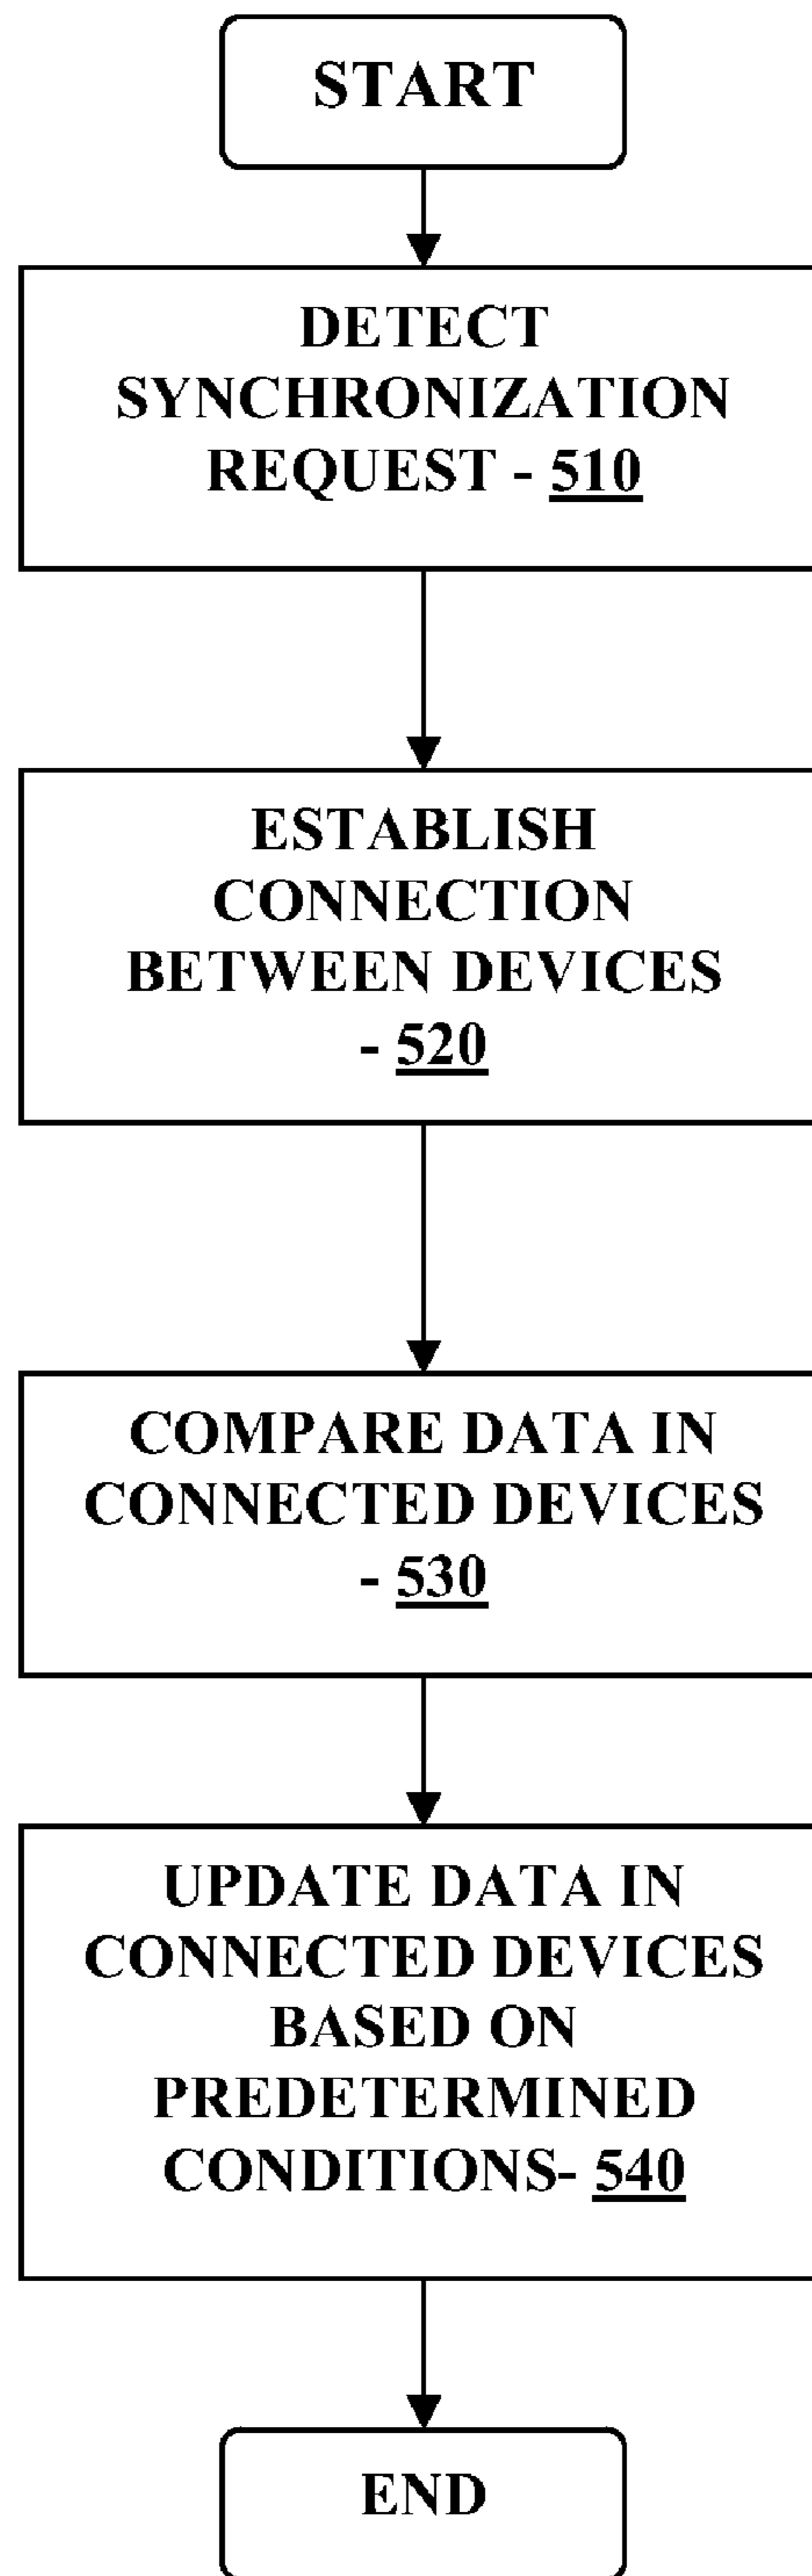 START
DETECT
SYNCHRONIZATION
REQUEST - 510
ESTABLISH
CONNECTION
BETWEEN DEVICES
- 520
COMPARE DATA IN
CONNECTED DEVICES
- 530
UPDATE DATA IN
CONNECTED DEVICES
BASED ON
PREDETERMINED
CONDITIONS- 540
END